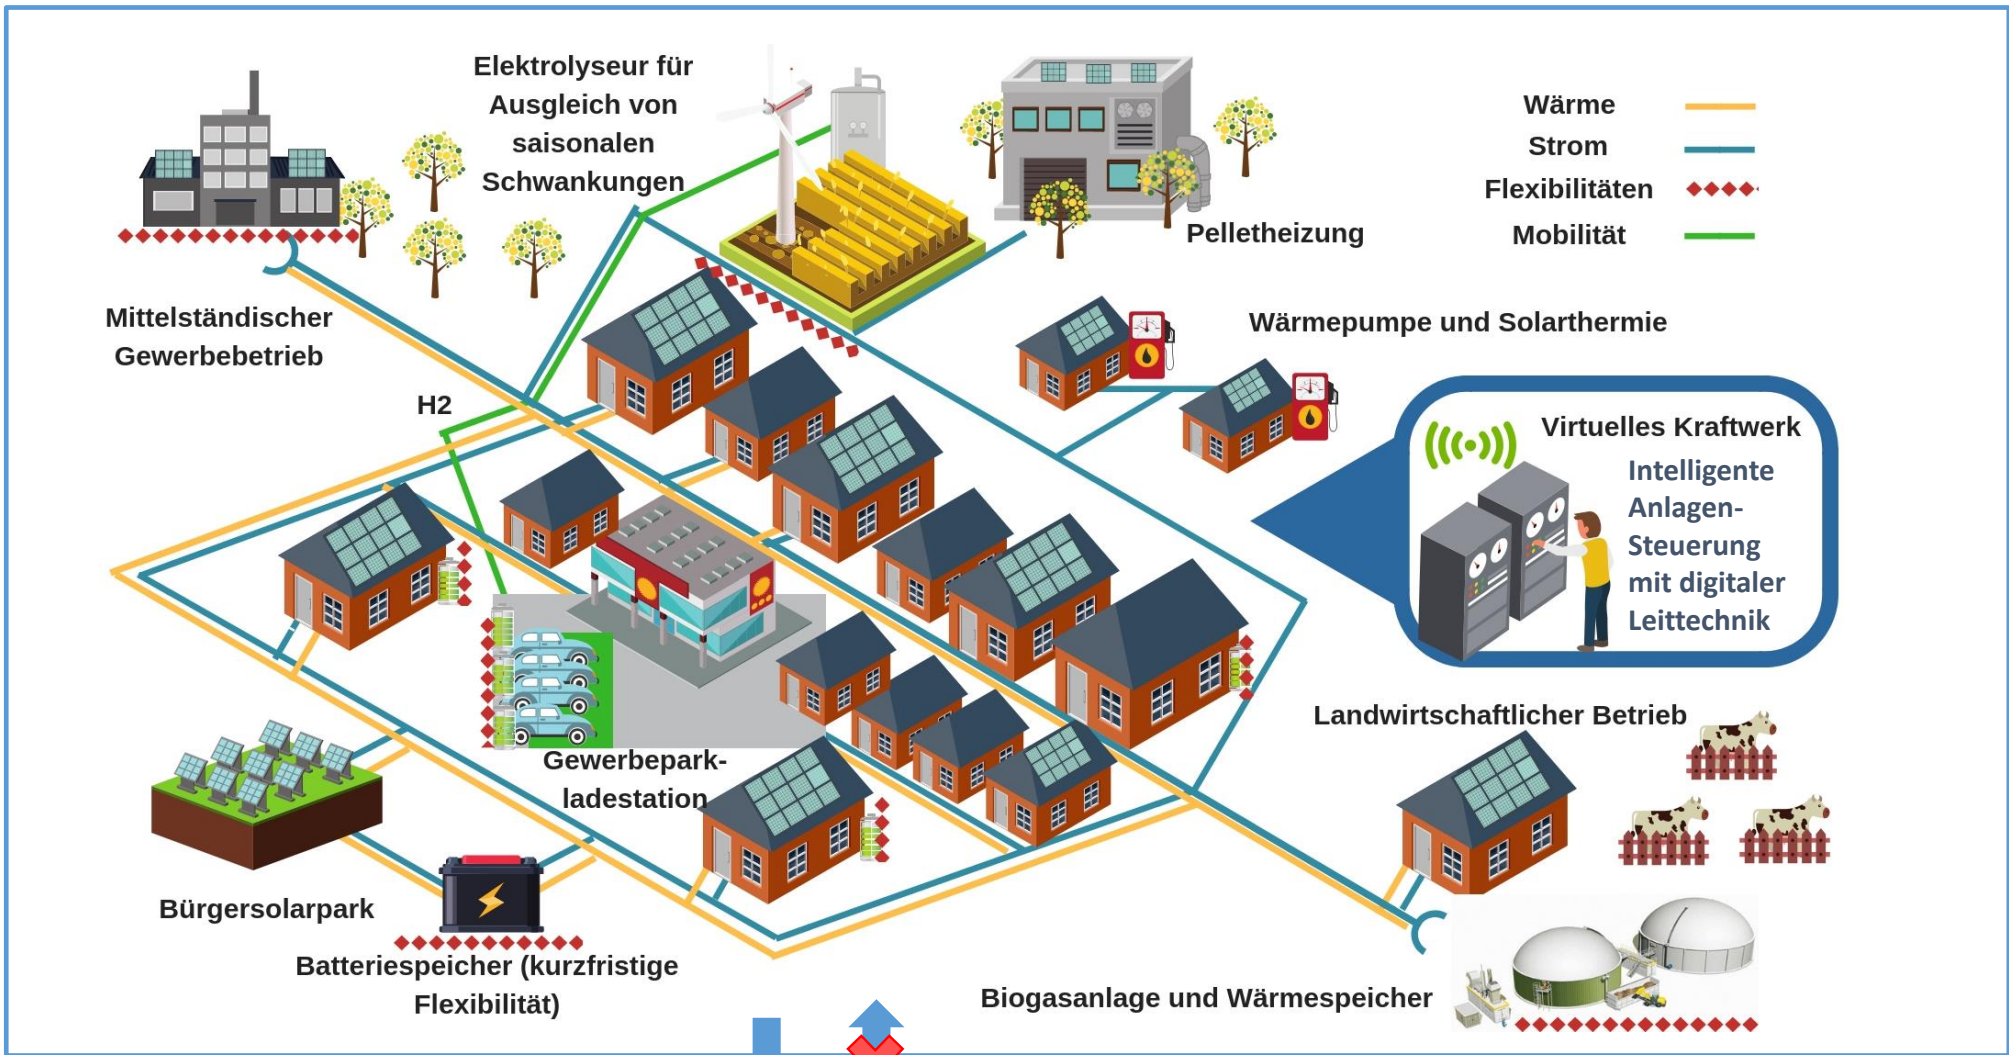 Elektrolyseur für
Ausgleich von
saisonalen
Schwankungen
Wärme
Strom
Flexibilitäten
Mobilität
Pelletheizung
Mittelständischer
Gewerbebetrieb
Wärmepumpe und Solarthermie
H2
Virtuelles Kraftwerk
Intelligente
Anlagen-
Steuerung
mit digitaler
Leittechnik
Landwirtschaftlicher Betrieb
Gewerbepark-
ladestation
Bürgersolarpark
Batteriespeicher (kurzfristige
Flexibilität)
Biogasanlage und Wärmespeicher